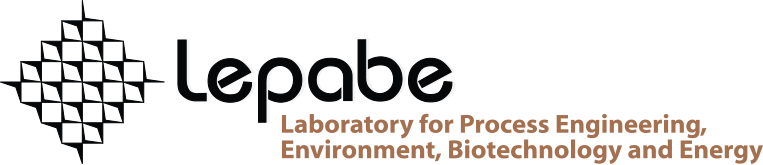 Lepabe
Laboratory for Process Engineering,
Environment, Biotechnology and Energy